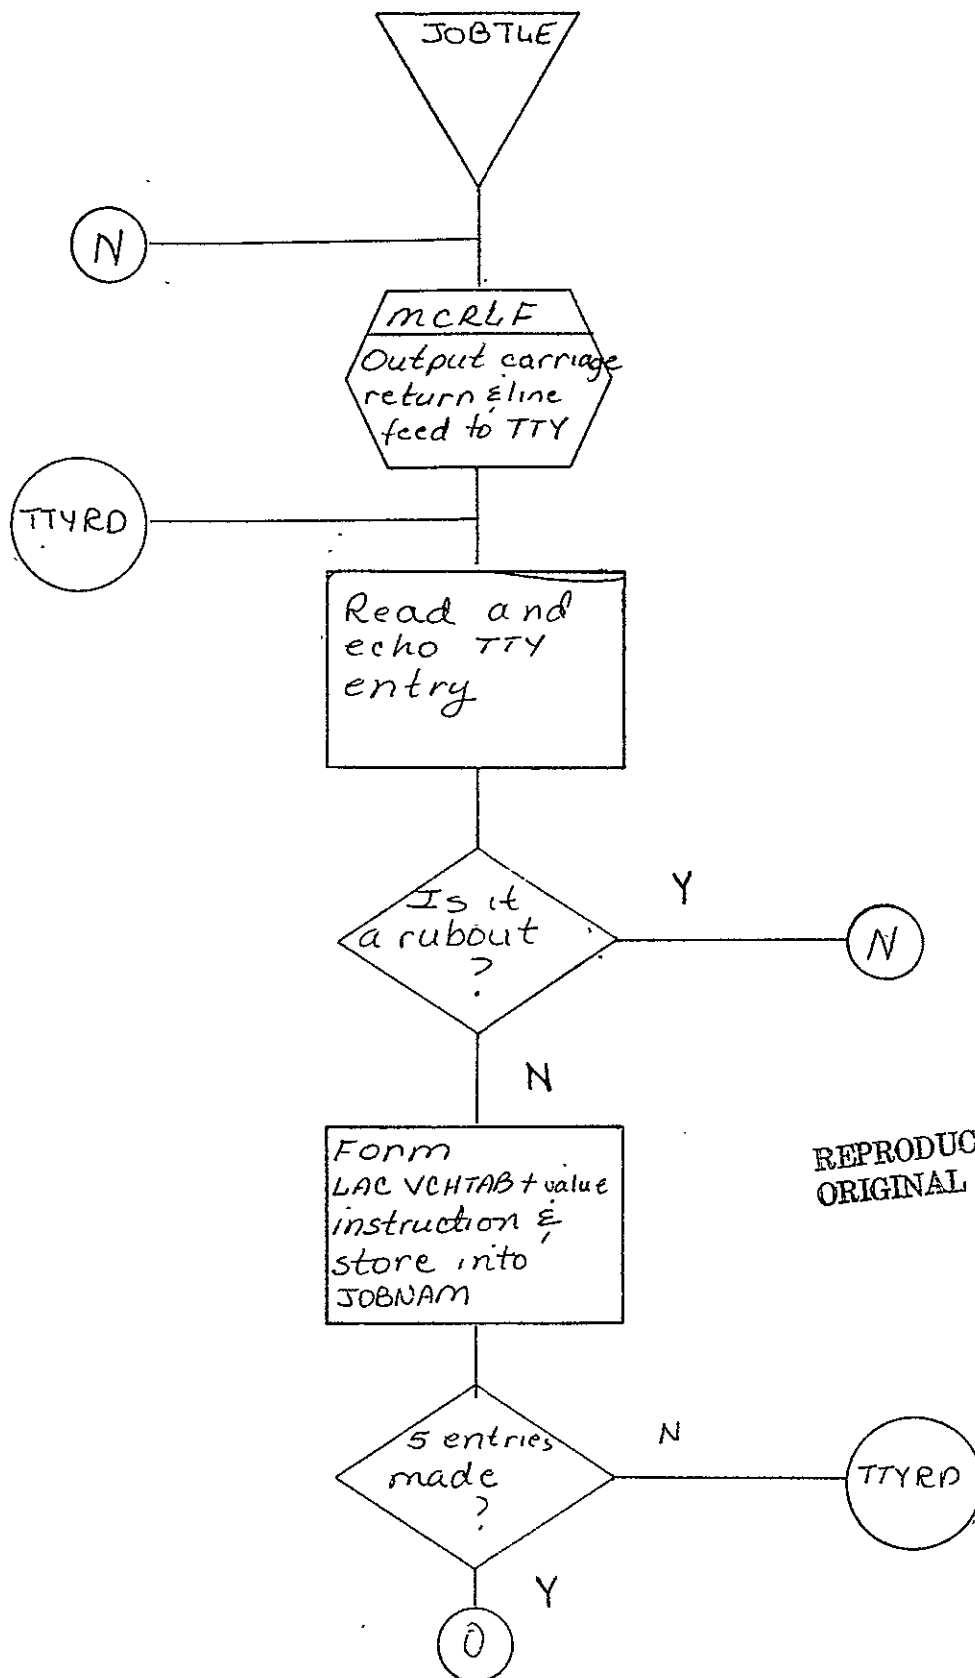 JOBTLE
N
MCRLF
Output carriage
return & line
feed to TTY
TTYRD
Read and
echo TTY
entry
Is it
a rubout
?
Y
N
N
Form
LAC VCHTAB + value
instruction &
store into
JOBNAM
REPRODUC
ORIGINAL
5 entries
made
?
N
TTYRD
Y
O